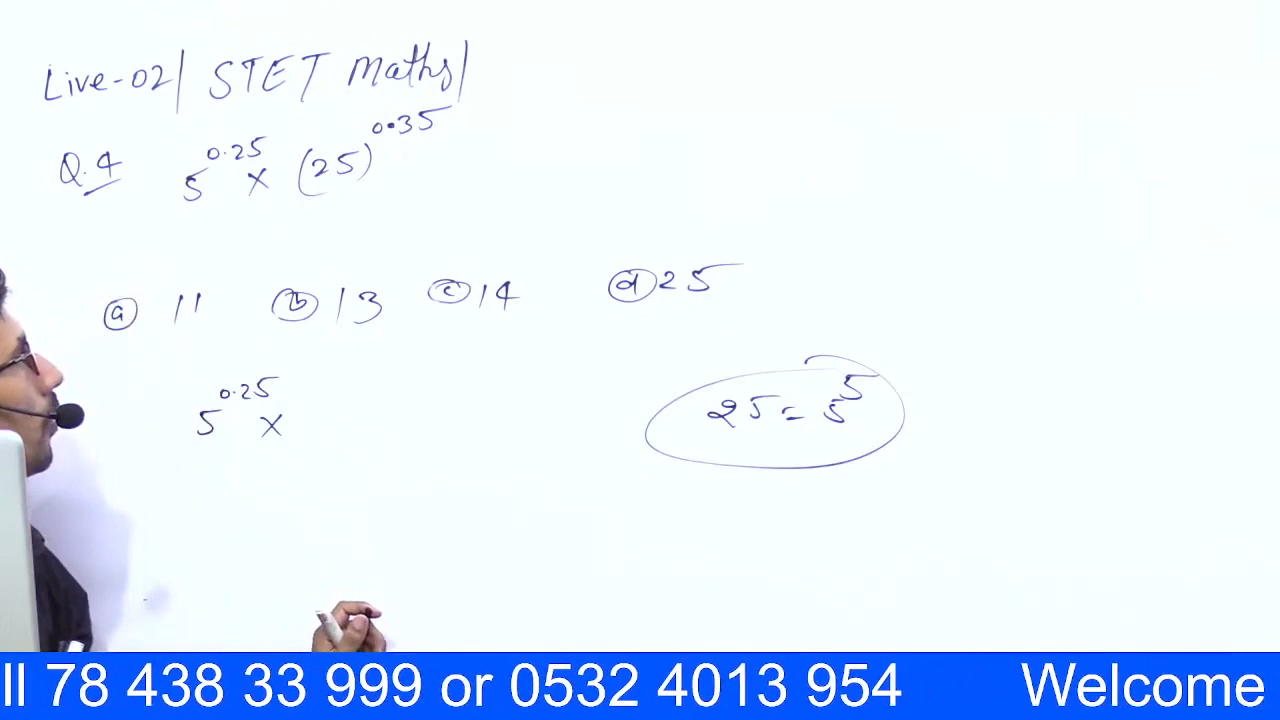 Live-02/ STET Maths/
Q.4 5^0.25 × (25)^0.35
(a) 11 (b) 13 (c) 14 (d) 25
5^0.25 ×
25 = 5^5
ll 78 438 33 999 or 0532 4013 954 Welcome